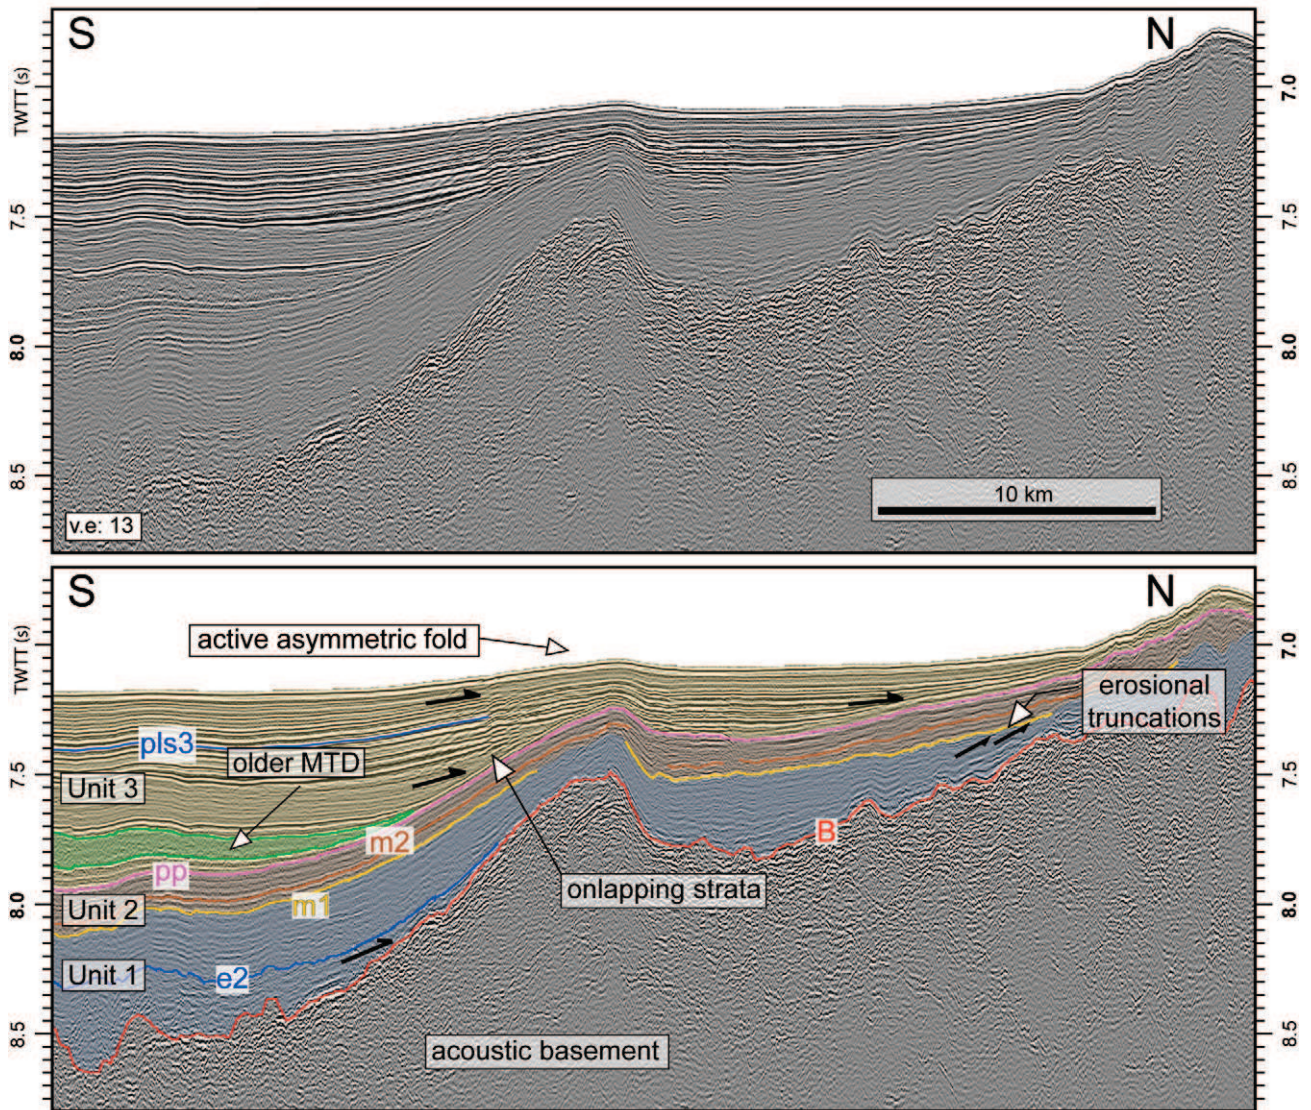 S
N
TWTT (s)
7.0
7.5
7.5
8.0
8.0
8.5
8.5
10 km
v.e: 13
S
N
active asymmetric fold
TWTT (s)
7.0
erosional
truncations
pls3
older MTD
7.5
7.5
Unit 3
m2
B
pp
onlapping strata
8.0
Unit 2
m1
8.0
Unit 1
e2
8.5
acoustic basement
8.5